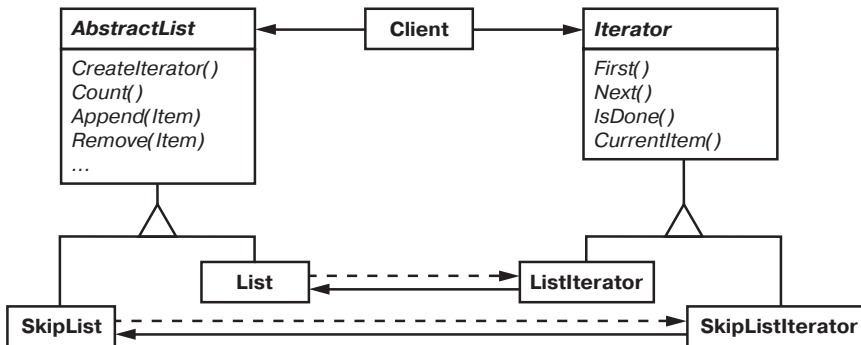 AbstractList
Client
Iterator
CreateIterator()
Count()
Append(Item)
Remove(Item)
...
First()
Next()
IsDone()
CurrentItem()
List
ListIterator
SkipList
SkipListIterator